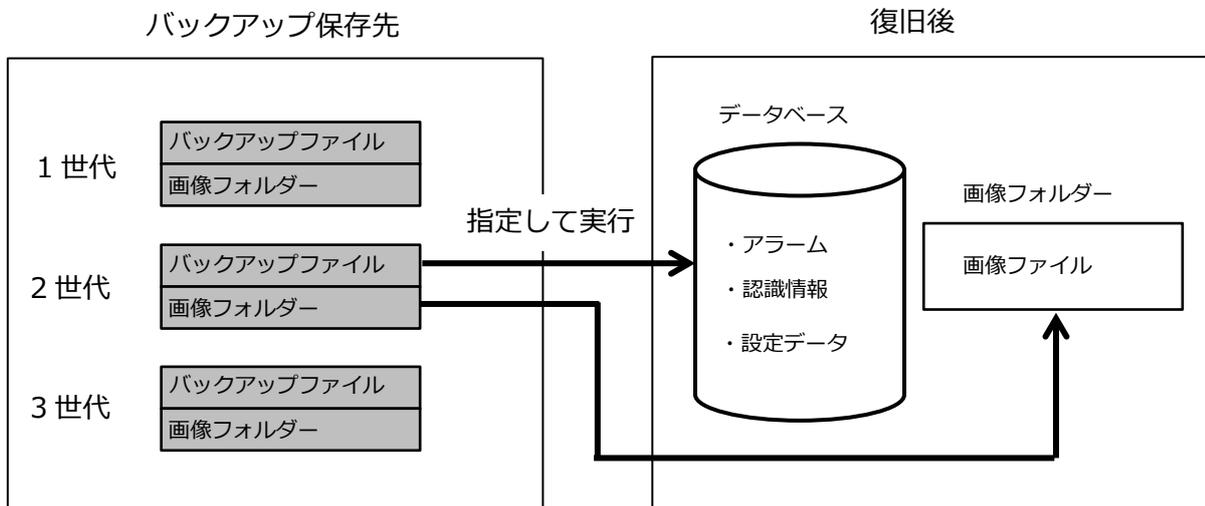 バックアップ保存先
1 世代
バックアップファイル
画像フォルダー
2 世代
バックアップファイル
画像フォルダー
3 世代
バックアップファイル
画像フォルダー
指定して実行
復旧後
データベース
・アラーム
・認識情報
・設定データ
画像フォルダー
画像ファイル